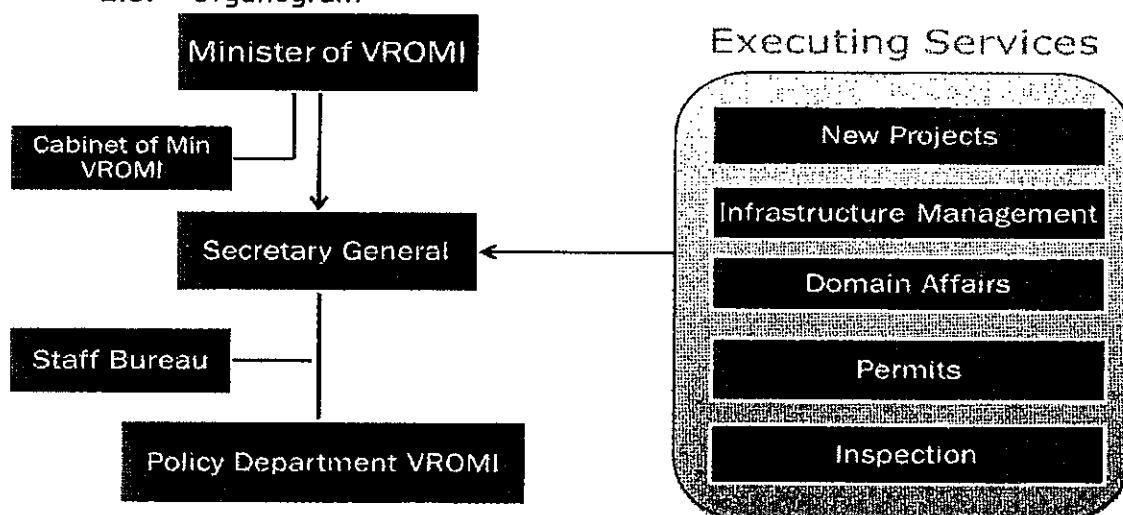 Organogram
Minister of VROMI
Cabinet of Min
VROMI
Secretary General
Staff Bureau
Policy Department VROMI
Executing Services
New Projects
Infrastructure Management
Domain Affairs
Permits
Inspection